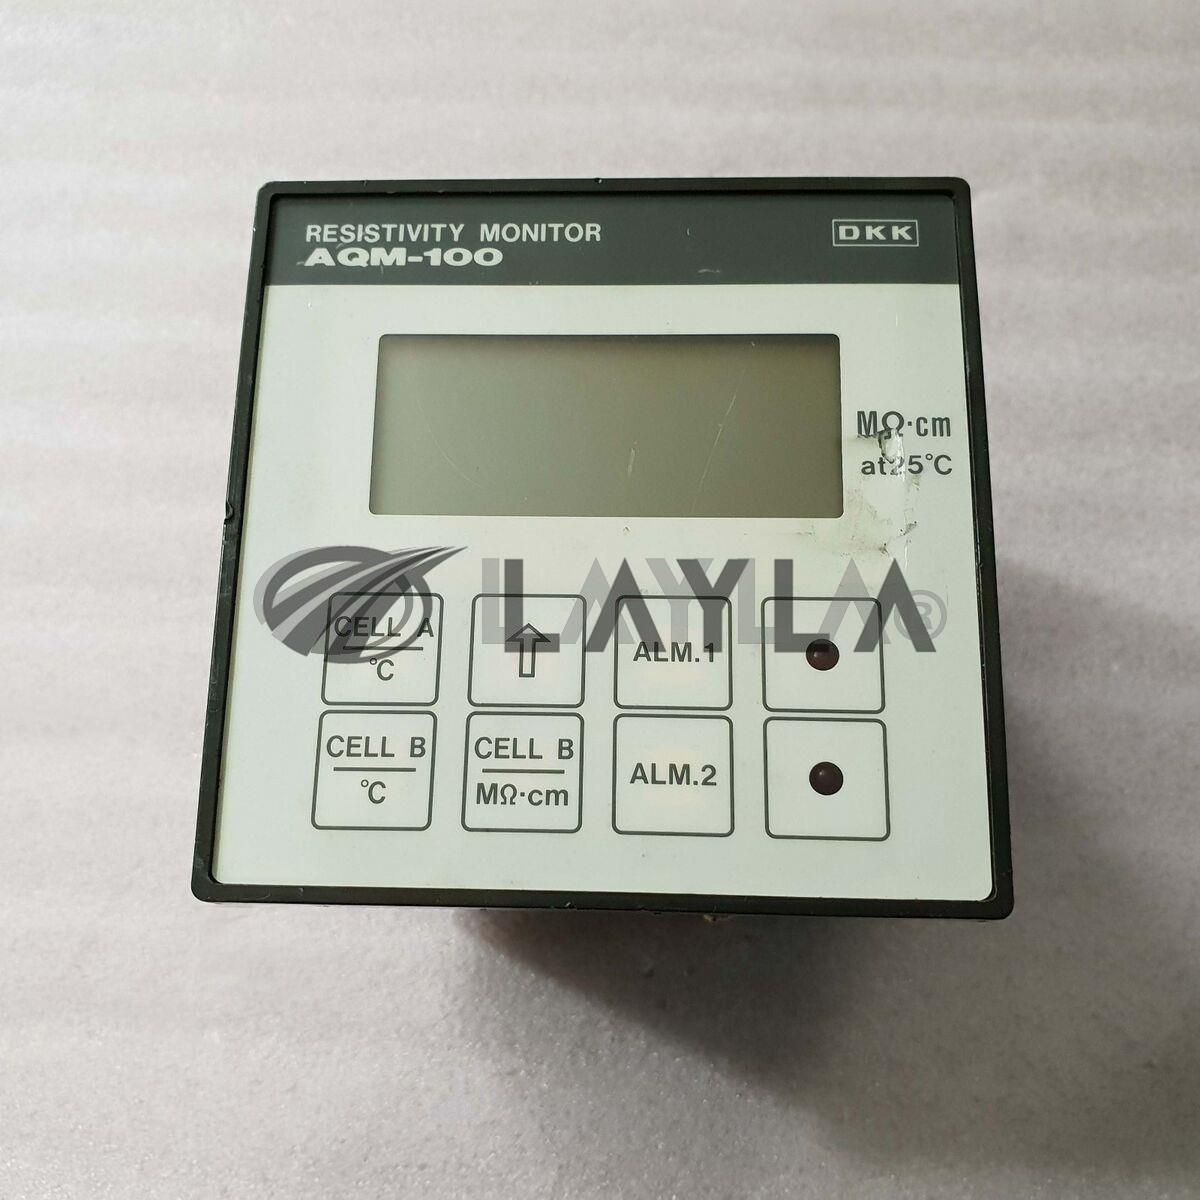 RESISTIVITY MONITOR
AQM-100
DKK
MΩ·cm
at25°C
LAYLA®
CELL A
°C
ALM.1
CELL B
°C
CELL B
MΩ·cm
ALM.2